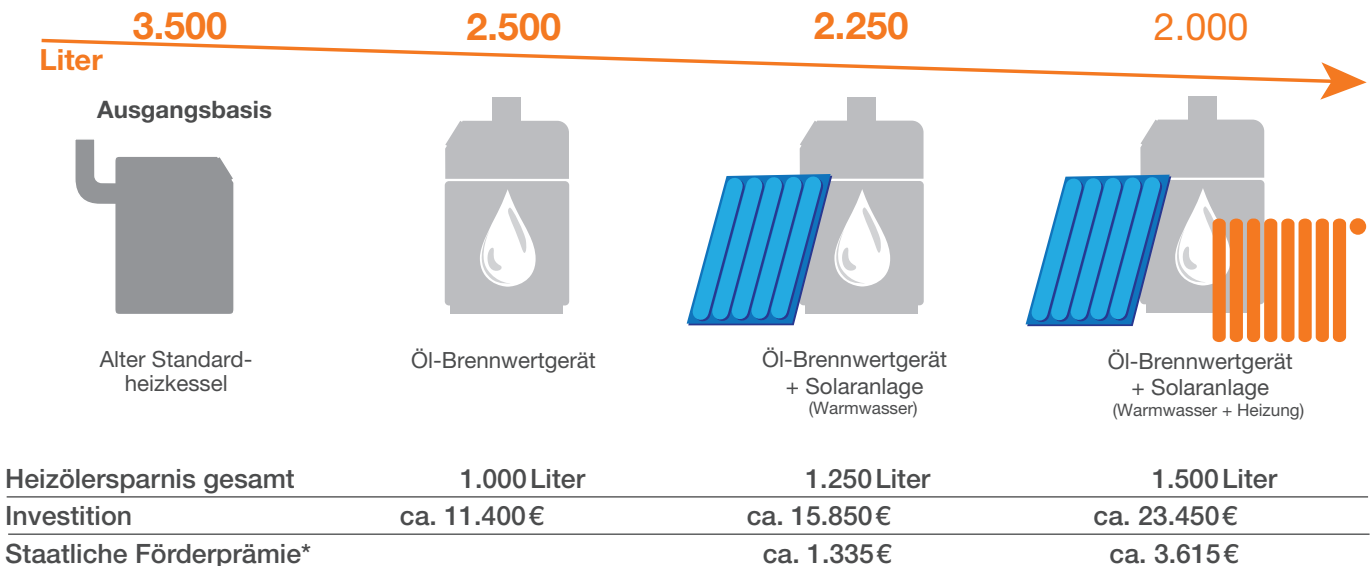 3.500 2.500 2.250 2.000
Liter
Ausgangsbasis
Alter Standard-
heizkessel
Öl-Brennwertgerät
Öl-Brennwertgerät
+ Solaranlage
(Warmwasser)
Öl-Brennwertgerät
+ Solaranlage
(Warmwasser + Heizung)
Heizölersparnis gesamt 1.000 Liter 1.250 Liter 1.500 Liter
Investition ca. 11.400 € ca. 15.850 € ca. 23.450 €
Staatliche Förderprämie* ca. 1.335 € ca. 3.615 €